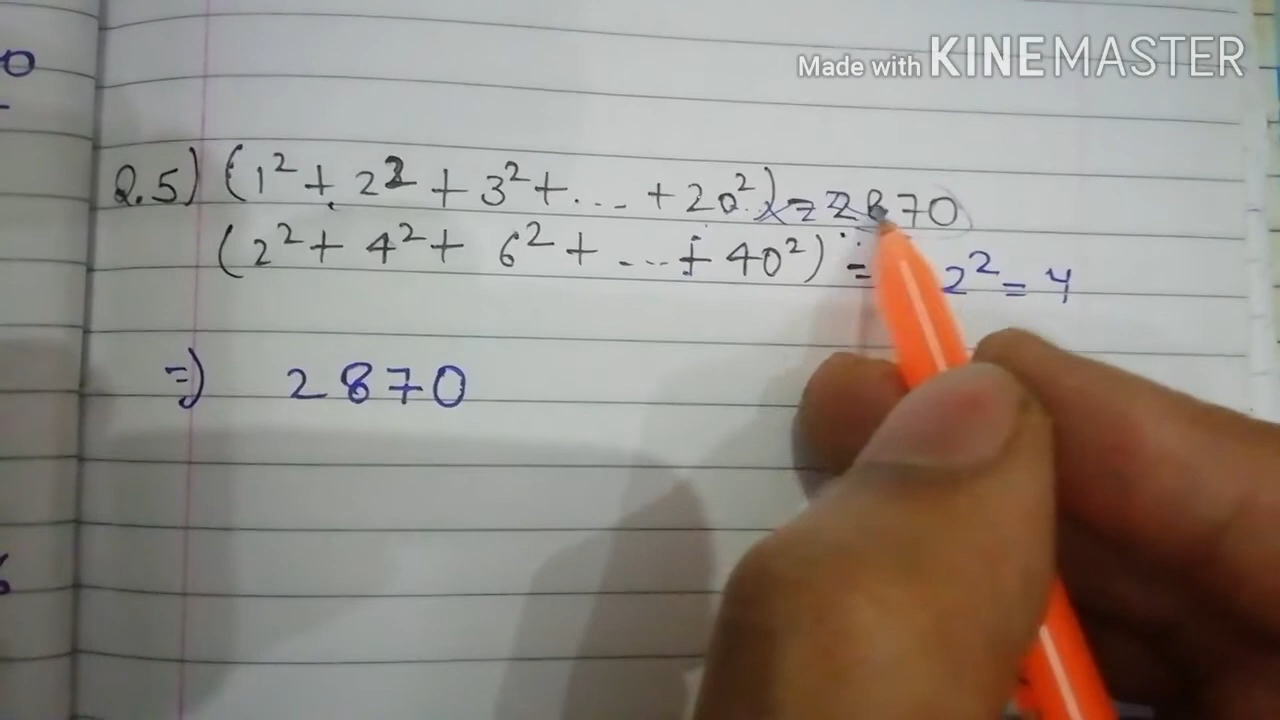 Made with KINEMASTER
Q.5) (1² + 2² + 3² + ... + 20²) = 2870
(2² + 4² + 6² + ... + 40²) = 2² = 4
=) 2870